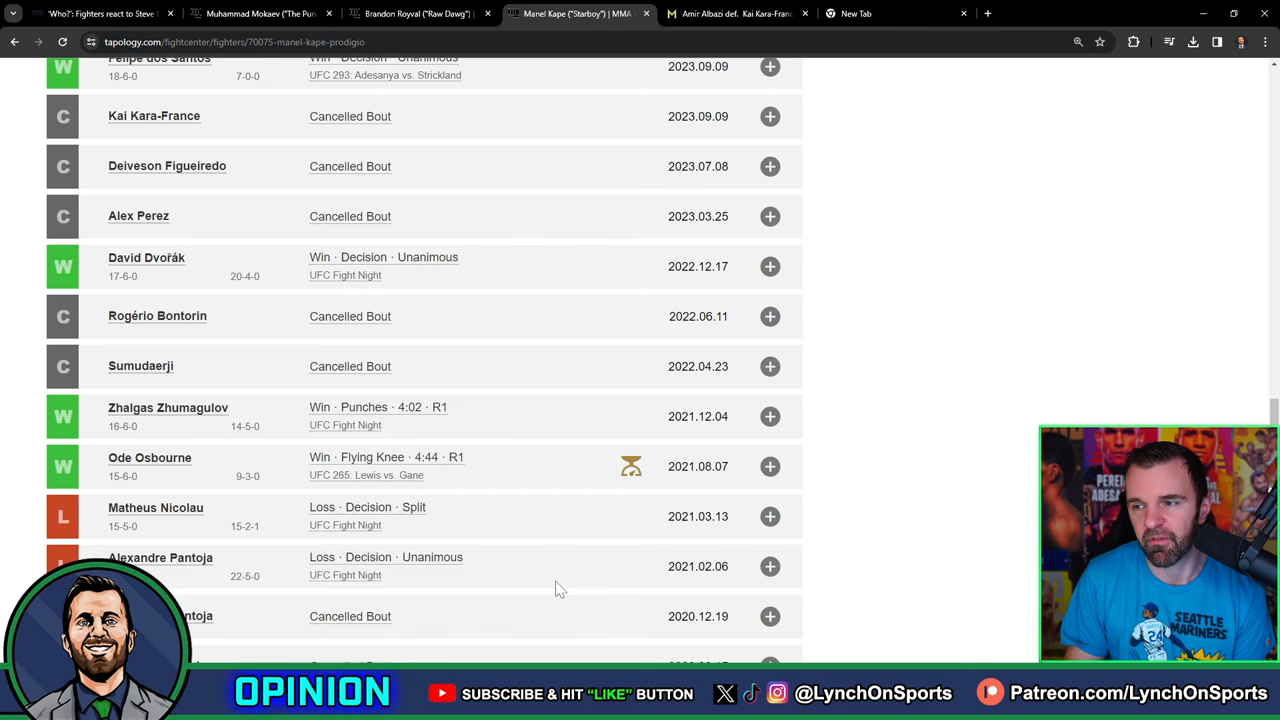 'Who?': Fighters react to Steve E
Muhammad Mokaev ("The Pun
Brandon Royval ("Raw Dawg") |
Manel Kape ("Starboy") | MMA
Amir Albazi def. Kai Kara-Franc
New Tab
tapology.com/fightcenter/fighters/70075-manel-kape-prodigio
W
Felipe dos Santos
18-6-0
7-0-0
Win · Decision · Unanimous
UFC 293: Adesanya vs. Strickland
2023.09.09
C
Kai Kara-France
Cancelled Bout
2023.09.09
C
Deiveson Figueiredo
Cancelled Bout
2023.07.08
C
Alex Perez
Cancelled Bout
2023.03.25
W
David Dvořák
17-6-0
20-4-0
Win · Decision · Unanimous
UFC Fight Night
2022.12.17
C
Rogério Bontorin
Cancelled Bout
2022.06.11
C
Sumudaerji
Cancelled Bout
2022.04.23
W
Zhalgas Zhumagulov
16-6-0
14-5-0
Win · Punches · 4:02 · R1
UFC Fight Night
2021.12.04
W
Ode Osbourne
15-6-0
9-3-0
Win · Flying Knee · 4:44 · R1
UFC 265: Lewis vs. Gane
2021.08.07
L
Matheus Nicolau
15-5-0
15-2-1
Loss · Decision · Split
UFC Fight Night
2021.03.13
Alexandre Pantoja
22-5-0
Loss · Decision · Unanimous
UFC Fight Night
2021.02.06
ntoja
Cancelled Bout
2020.12.19
PEREI
ADESA
SEATTLE
MARINERS
24
OPINION
SUBSCRIBE & HIT “LIKE” BUTTON
@LynchOnSports
Patreon.com/LynchOnSports